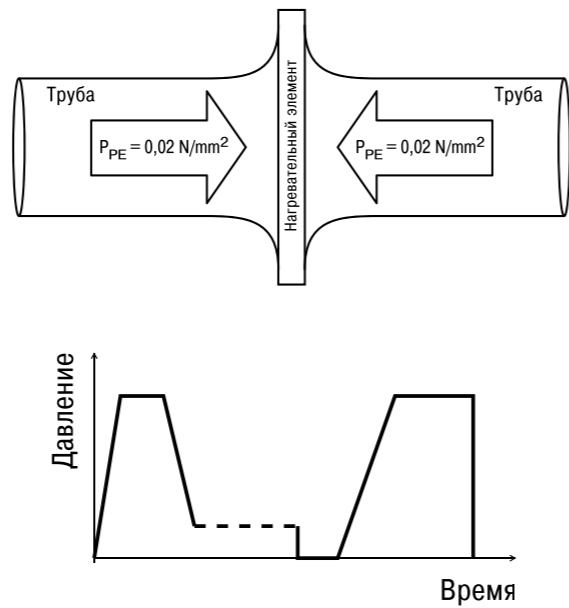 Труба
Труба
P_PE = 0,02 N/mm²
Нагревательный элемент
P_PE = 0,02 N/mm²
Давление
Время